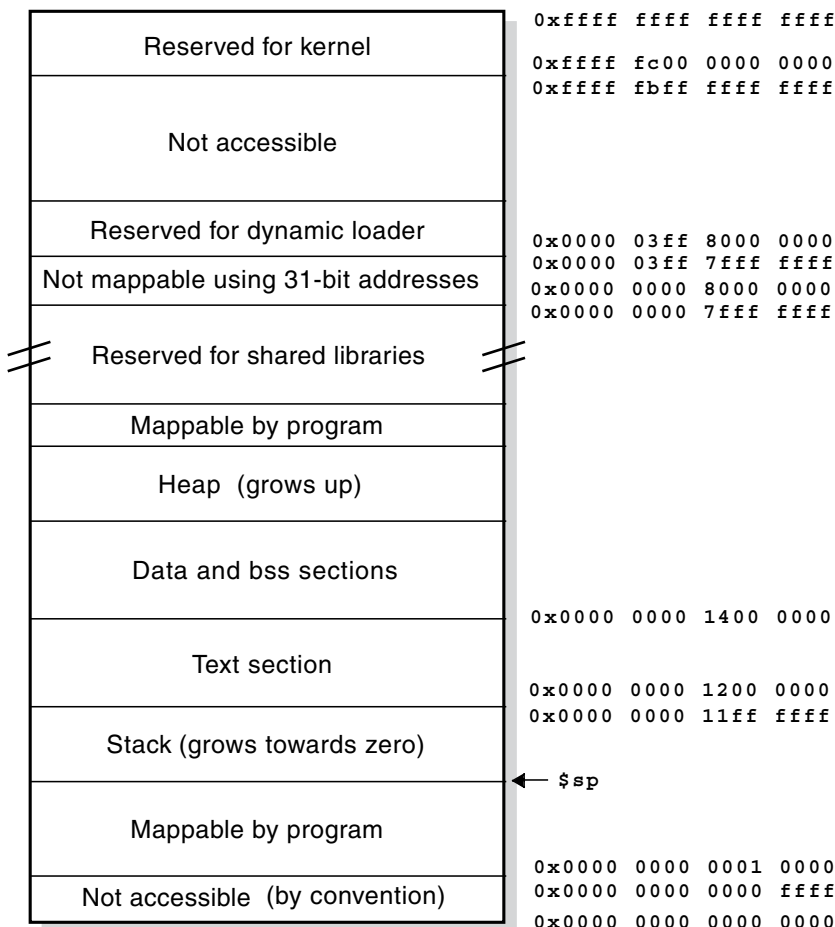 Reserved for kernel
0xffff ffff ffff ffff
0xffff fc00 0000 0000
0xffff fbff ffff ffff
Not accessible
Reserved for dynamic loader
0x0000 03ff 8000 0000
0x0000 03ff 7fff ffff
Not mappable using 31-bit addresses
0x0000 0000 8000 0000
0x0000 0000 7fff ffff
Reserved for shared libraries
Mappable by program
Heap (grows up)
Data and bss sections
0x0000 0000 1400 0000
Text section
0x0000 0000 1200 0000
0x0000 0000 11ff ffff
Stack (grows towards zero)
$sp
Mappable by program
0x0000 0000 0001 0000
0x0000 0000 0000 ffff
Not accessible (by convention)
0x0000 0000 0000 0000